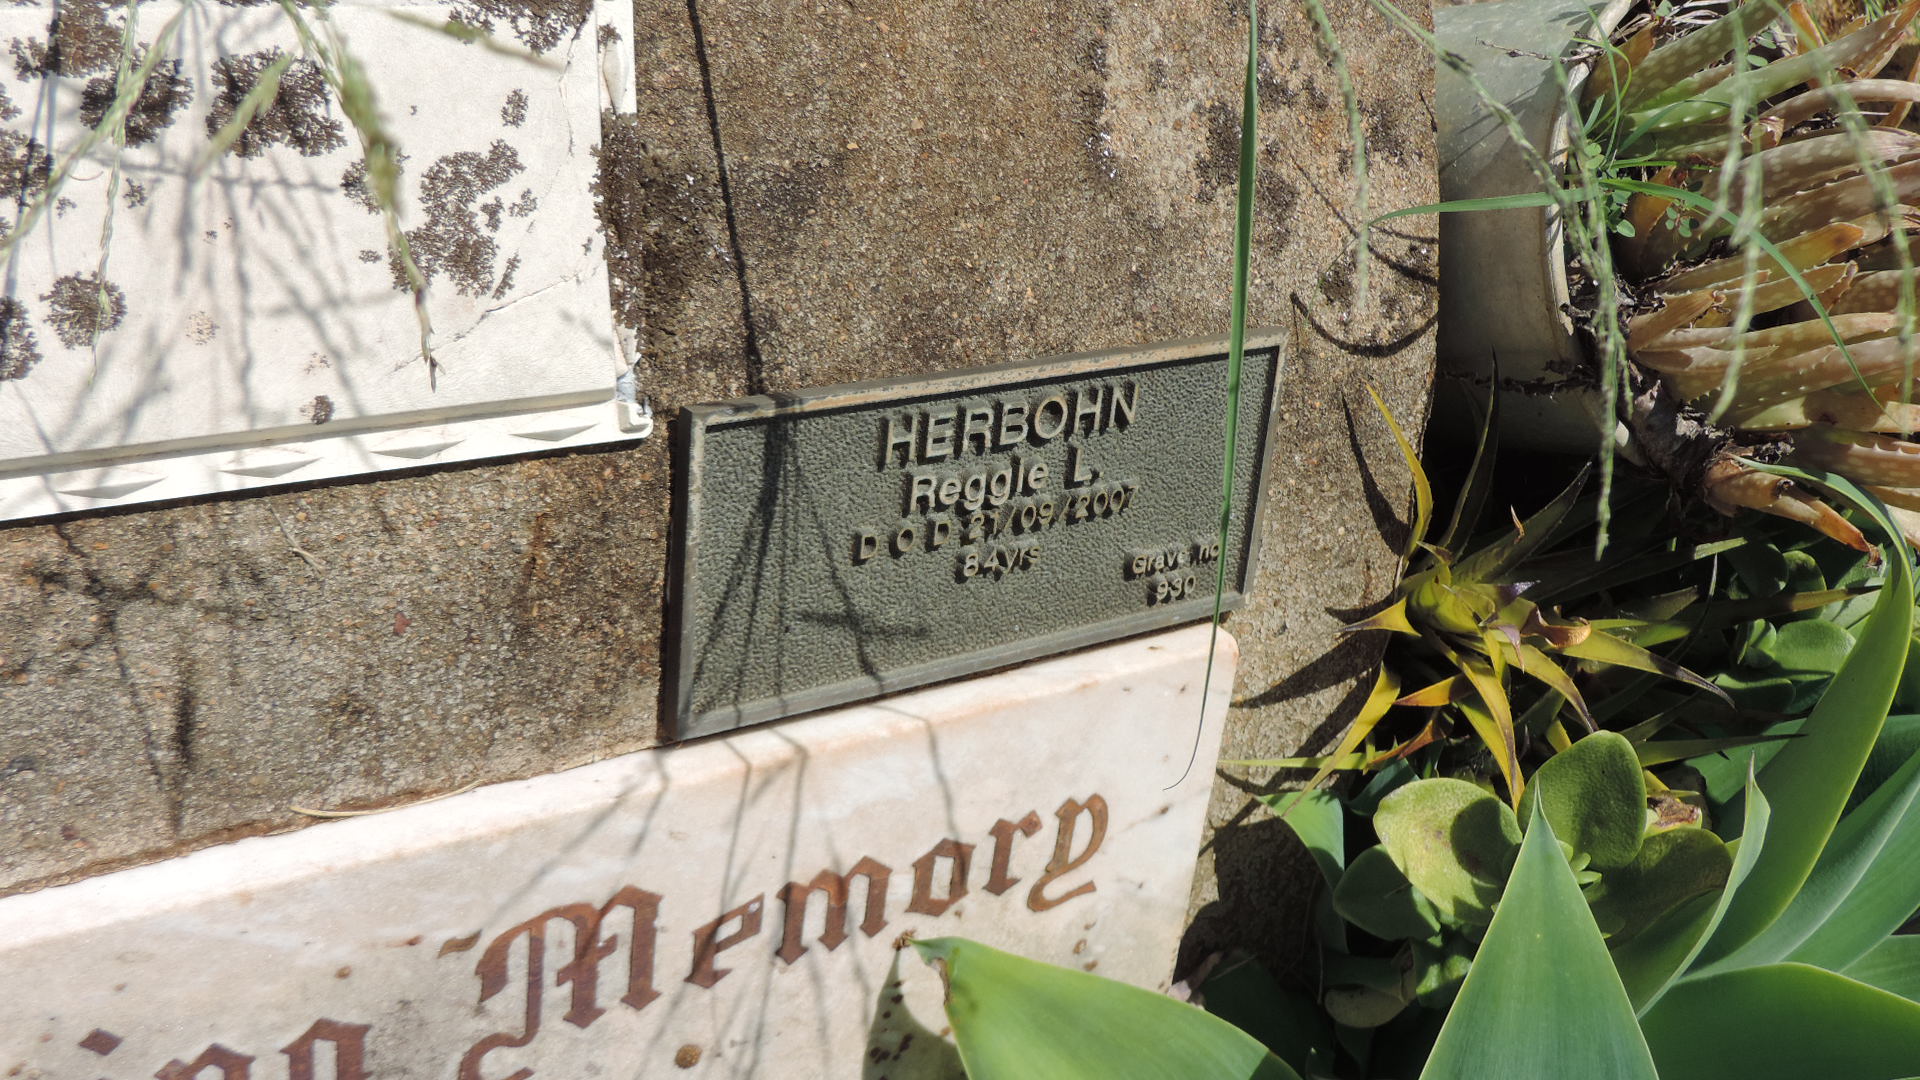 HERBOHN
Reggie L.
D O D 21/09/2007
84yrs
Grave no
930
Memory